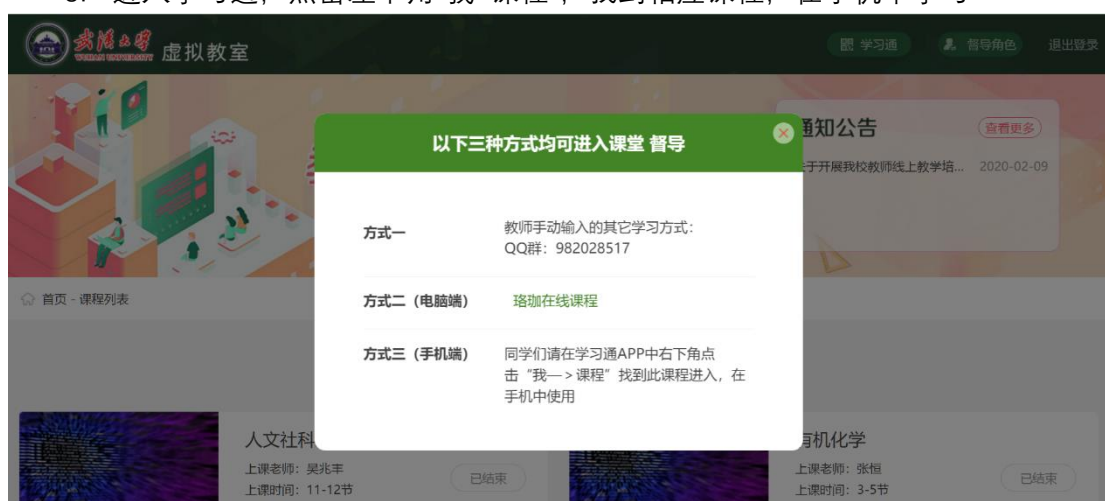 武汉大学
WUHAN UNIVERSITY
虚拟教室
学习通
督导角色
退出登录
以下三种方式均可进入课堂 督导
通知公告
查看更多
于开展我校教师线上教学培... 2020-02-09
方式一
教师手动输入的其它学习方式：
QQ群：982028517
首页 - 课程列表
方式二（电脑端）
珞珈在线课程
方式三（手机端）
同学们请在学习通APP中右下角点
击“我—>课程”找到此课程进入，在
手机中使用
人文社科
上课老师：吴兆丰
上课时间：11-12节
已结束
有机化学
上课老师：张恒
上课时间：3-5节
已结束